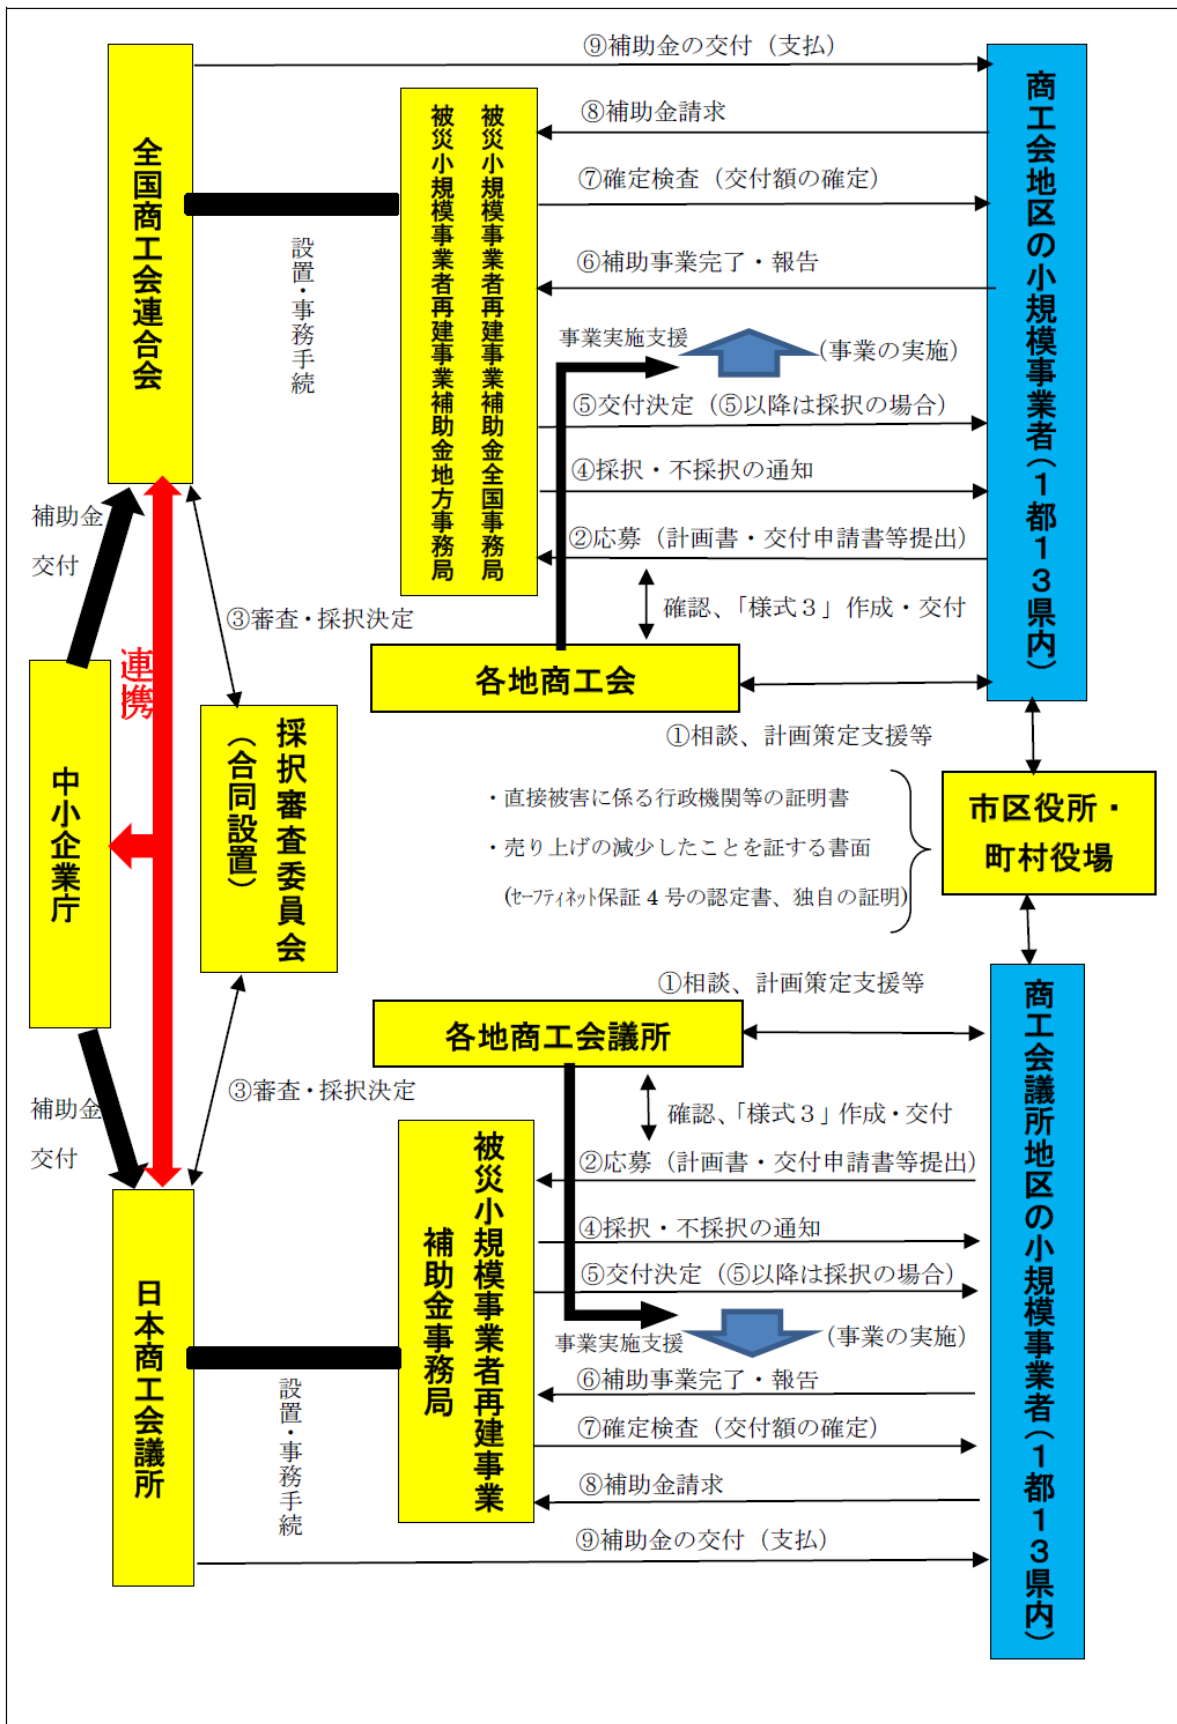 ⑨補助金の交付（支払）
⑧補助金請求
⑦確定検査（交付額の確定）
⑥補助事業完了・報告
事業実施支援
（事業の実施）
⑤交付決定（⑤以降は採択の場合）
④採択・不採択の通知
②応募（計画書・交付申請書等提出）
確認、「様式３」作成・交付
全国商工会連合会
設置・事務手続
被災小規模事業者再建事業補助金全国事務局
被災小規模事業者再建事業補助金地方事務局
商工会地区の小規模事業者（１都１３県内）
補助金
交付
③審査・採択決定
連携
各地商工会
①相談、計画策定支援等
中小企業庁
採択審査委員会
（合同設置）
・直接被害に係る行政機関等の証明書
・売り上げの減少したことを証する書面
(ｾｰﾌﾃｨﾈｯﾄ保証 4 号の認定書、独自の証明)
市区役所・
町村役場
①相談、計画策定支援等
各地商工会議所
③審査・採択決定
補助金
交付
確認、「様式３」作成・交付
②応募（計画書・交付申請書等提出）
④採択・不採択の通知
⑤交付決定（⑤以降は採択の場合）
事業実施支援
（事業の実施）
⑥補助事業完了・報告
⑦確定検査（交付額の確定）
⑧補助金請求
⑨補助金の交付（支払）
日本商工会議所
設置・事務手続
被災小規模事業者再建事業
補助金事務局
商工会議所地区の小規模事業者（１都１３県内）